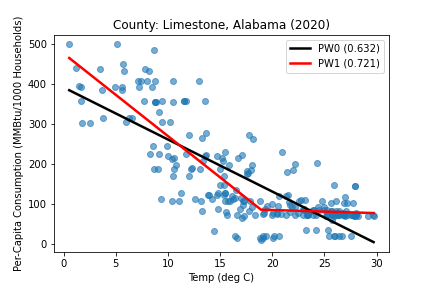 County: Limestone, Alabama (2020)
Per-Capita Consumption (MMBtu/1000 Households)
500
400
300
200
100
0
PW0 (0.632)
PW1 (0.721)
0 5 10 15 20 25 30
Temp (deg C)